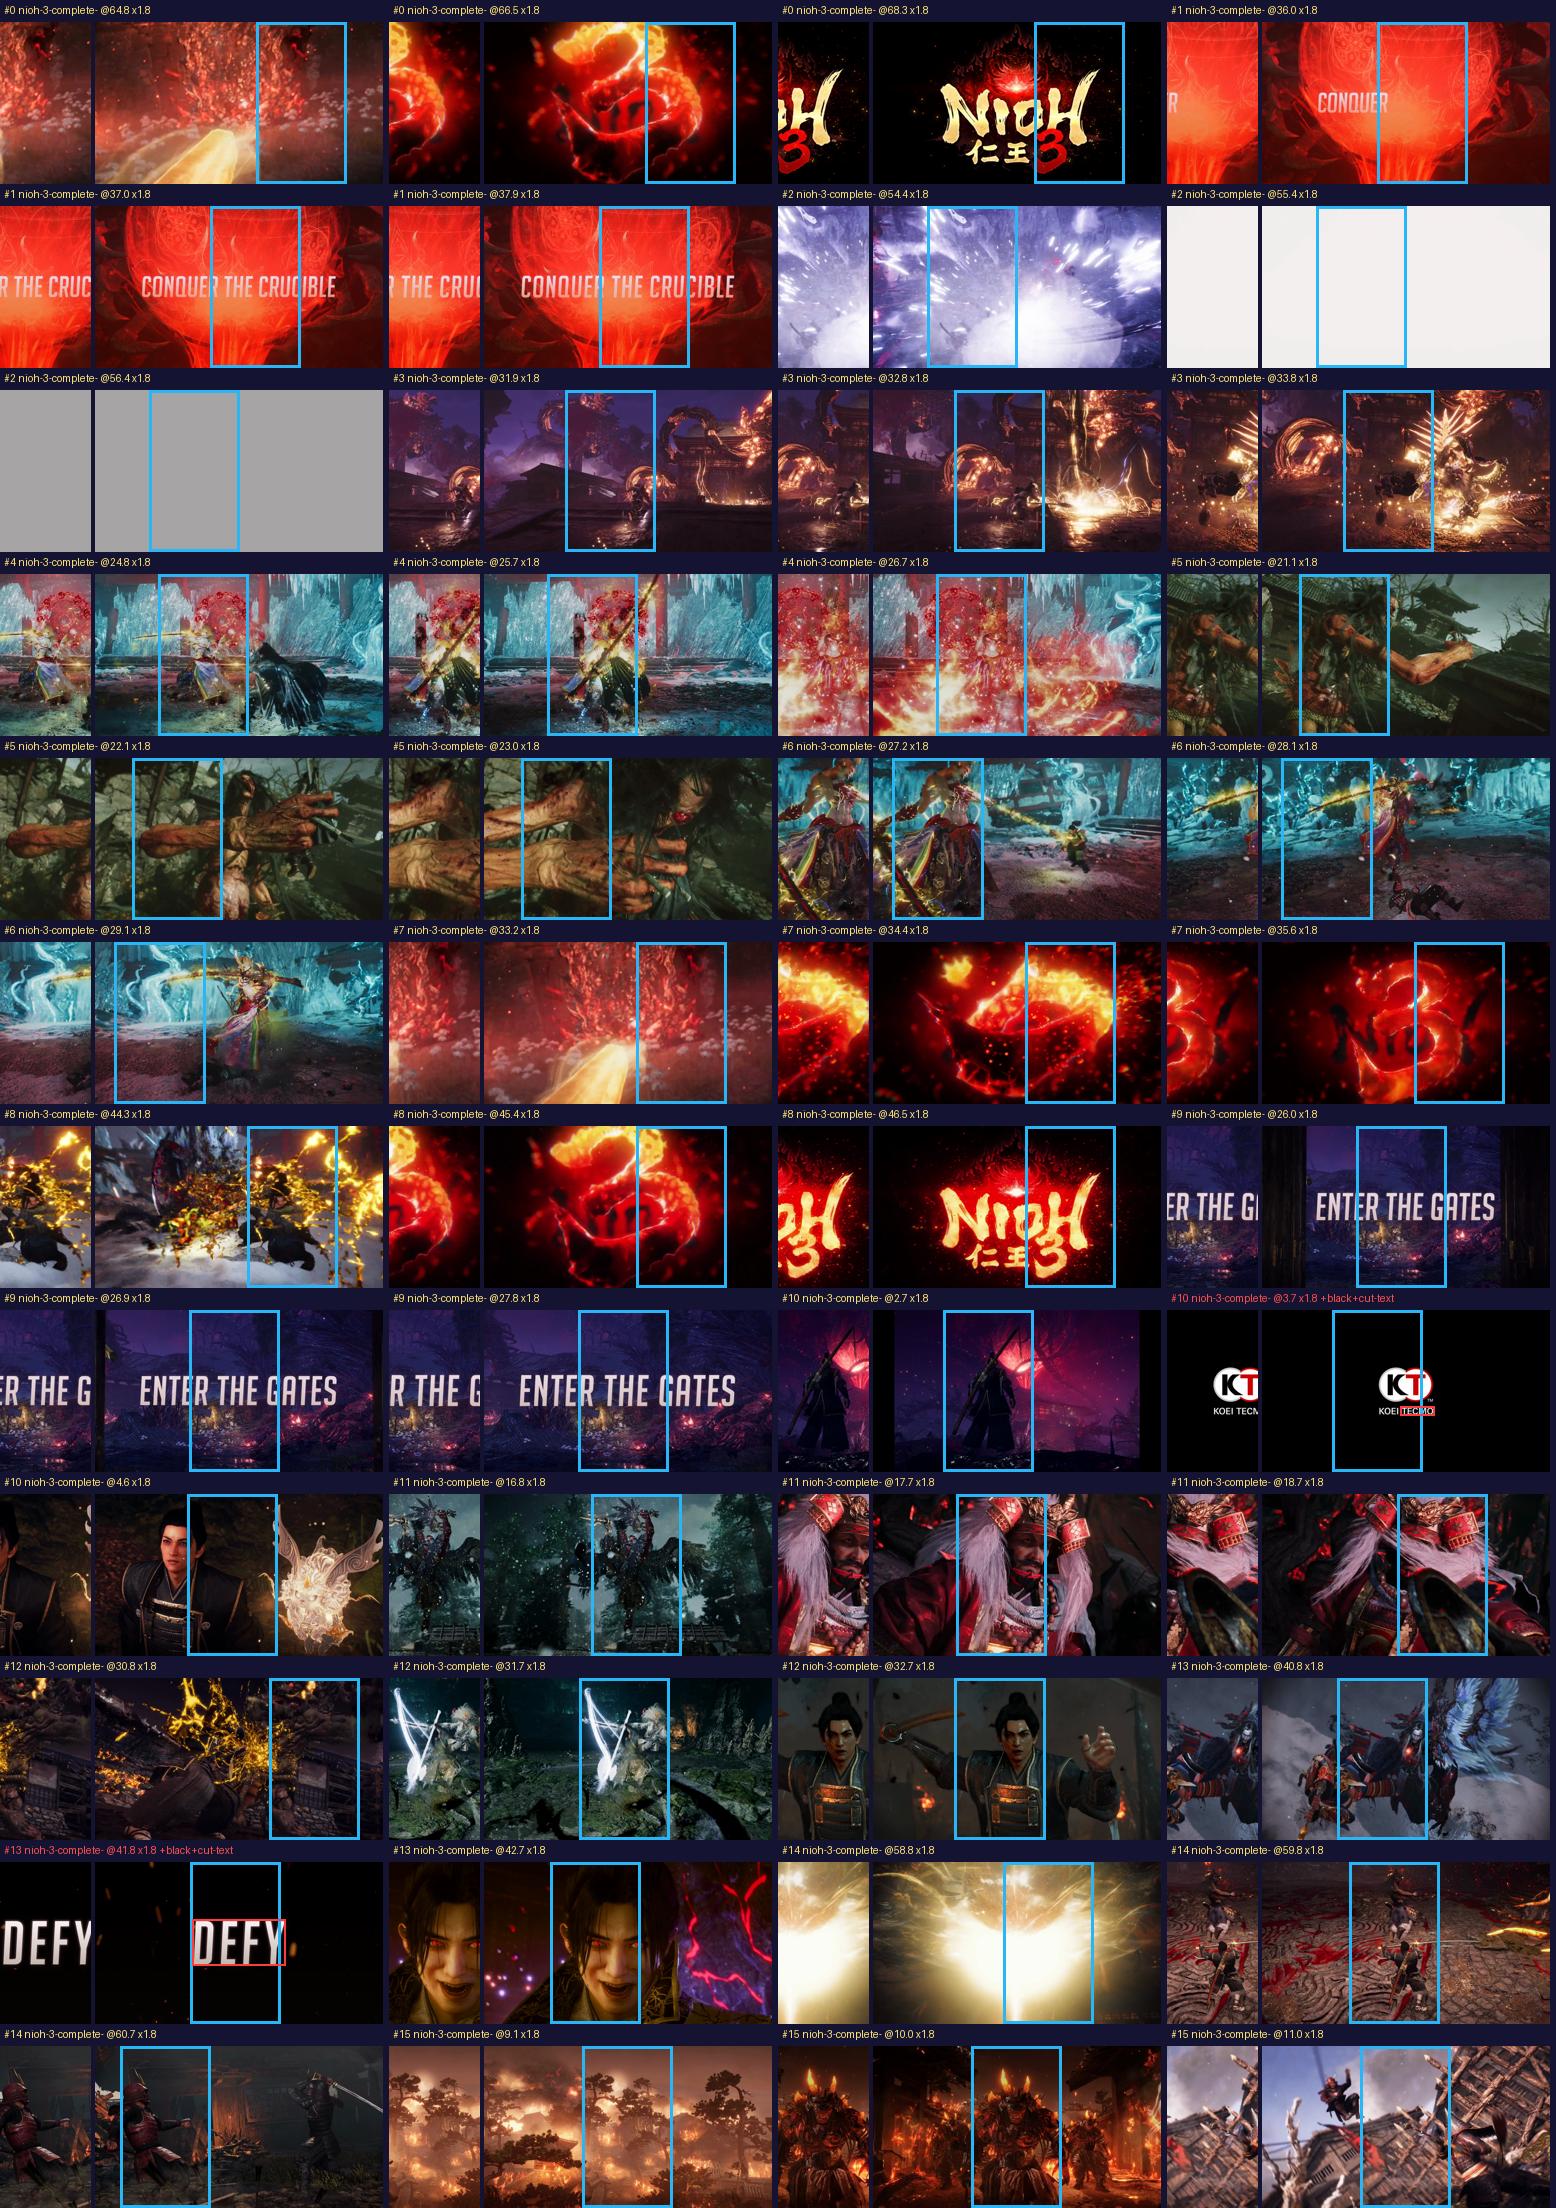 #0 nioh-3-complete- @64.8 x1.8
#0 nioh-3-complete- @66.5 x1.8
#0 nioh-3-complete- @68.3 x1.8
#1 nioh-3-complete- @36.0 x1.8
OH
3
NIOH
仁王3
R
CONQUER
#1 nioh-3-complete- @37.0 x1.8
#1 nioh-3-complete- @37.9 x1.8
#2 nioh-3-complete- @54.4 x1.8
#2 nioh-3-complete- @55.4 x1.8
R THE CRUC
CONQUER THE CRUCIBLE
R THE CRU
CONQUER THE CRUCIBLE
#2 nioh-3-complete- @56.4 x1.8
#3 nioh-3-complete- @31.9 x1.8
#3 nioh-3-complete- @32.8 x1.8
#3 nioh-3-complete- @33.8 x1.8
#4 nioh-3-complete- @24.8 x1.8
#4 nioh-3-complete- @25.7 x1.8
#4 nioh-3-complete- @26.7 x1.8
#5 nioh-3-complete- @21.1 x1.8
#5 nioh-3-complete- @22.1 x1.8
#5 nioh-3-complete- @23.0 x1.8
#6 nioh-3-complete- @27.2 x1.8
#6 nioh-3-complete- @28.1 x1.8
#6 nioh-3-complete- @29.1 x1.8
#7 nioh-3-complete- @33.2 x1.8
#7 nioh-3-complete- @34.4 x1.8
#7 nioh-3-complete- @35.6 x1.8
#8 nioh-3-complete- @44.3 x1.8
#8 nioh-3-complete- @45.4 x1.8
#8 nioh-3-complete- @46.5 x1.8
#9 nioh-3-complete- @26.0 x1.8
OH
3
NIOH
仁王3
ER THE G
ENTER THE GATES
#9 nioh-3-complete- @26.9 x1.8
#9 nioh-3-complete- @27.8 x1.8
#10 nioh-3-complete- @2.7 x1.8
#10 nioh-3-complete- @3.7 x1.8 +black+cut-text
ER THE G
ENTER THE GATES
R THE G
ENTER THE GATES
KT
KOEI TECM
KT
KOEI TECMO
#10 nioh-3-complete- @4.6 x1.8
#11 nioh-3-complete- @16.8 x1.8
#11 nioh-3-complete- @17.7 x1.8
#11 nioh-3-complete- @18.7 x1.8
#12 nioh-3-complete- @30.8 x1.8
#12 nioh-3-complete- @31.7 x1.8
#12 nioh-3-complete- @32.7 x1.8
#13 nioh-3-complete- @40.8 x1.8
#13 nioh-3-complete- @41.8 x1.8 +black+cut-text
#13 nioh-3-complete- @42.7 x1.8
#14 nioh-3-complete- @58.8 x1.8
#14 nioh-3-complete- @59.8 x1.8
DEFY
DEFY
#14 nioh-3-complete- @60.7 x1.8
#15 nioh-3-complete- @9.1 x1.8
#15 nioh-3-complete- @10.0 x1.8
#15 nioh-3-complete- @11.0 x1.8